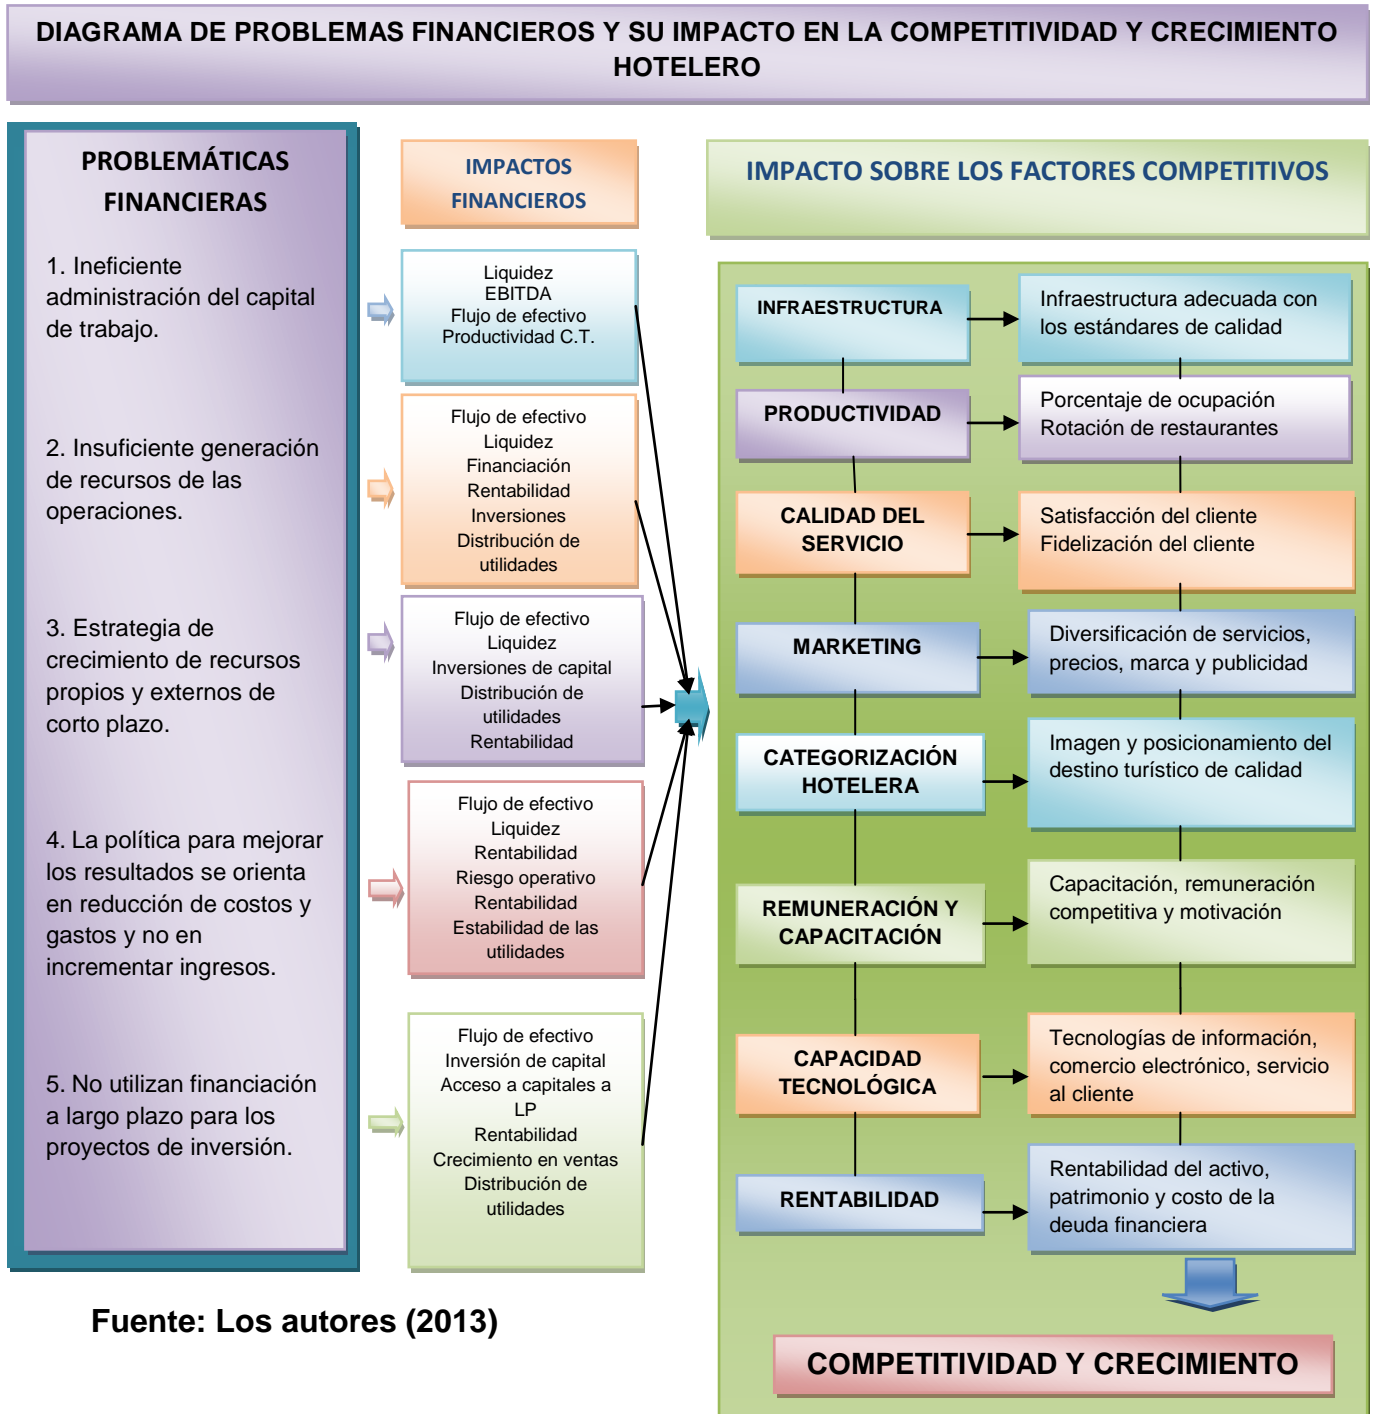 DIAGRAMA DE PROBLEMAS FINANCIEROS Y SU IMPACTO EN LA COMPETITIVIDAD Y CRECIMIENTO
HOTELERO
PROBLEMÁTICAS
FINANCIERAS
1. Ineficiente
administración del capital
de trabajo.
2. Insuficiente generación
de recursos de las
operaciones.
3. Estrategia de
crecimiento de recursos
propios y externos de
corto plazo.
4. La política para mejorar
los resultados se orienta
en reducción de costos y
gastos y no en
incrementar ingresos.
5. No utilizan financiación
a largo plazo para los
proyectos de inversión.
IMPACTOS
FINANCIEROS
Liquidez
EBITDA
Flujo de efectivo
Productividad C.T.
Flujo de efectivo
Liquidez
Financiación
Rentabilidad
Inversiones
Distribución de
utilidades
Flujo de efectivo
Liquidez
Inversiones de capital
Distribución de
utilidades
Rentabilidad
Flujo de efectivo
Liquidez
Rentabilidad
Riesgo operativo
Rentabilidad
Estabilidad de las
utilidades
Flujo de efectivo
Inversión de capital
Acceso a capitales a
LP
Rentabilidad
Crecimiento en ventas
Distribución de
utilidades
IMPACTO SOBRE LOS FACTORES COMPETITIVOS
INFRAESTRUCTURA
Infraestructura adecuada con
los estándares de calidad
PRODUCTIVIDAD
Porcentaje de ocupación
Rotación de restaurantes
CALIDAD DEL
SERVICIO
Satisfacción del cliente
Fidelización del cliente
MARKETING
Diversificación de servicios,
precios, marca y publicidad
CATEGORIZACIÓN
HOTELERA
Imagen y posicionamiento del
destino turístico de calidad
REMUNERACIÓN Y
CAPACITACIÓN
Capacitación, remuneración
competitiva y motivación
CAPACIDAD
TECNOLÓGICA
Tecnologías de información,
comercio electrónico, servicio
al cliente
RENTABILIDAD
Rentabilidad del activo,
patrimonio y costo de la
deuda financiera
COMPETITIVIDAD Y CRECIMIENTO
Fuente: Los autores (2013)